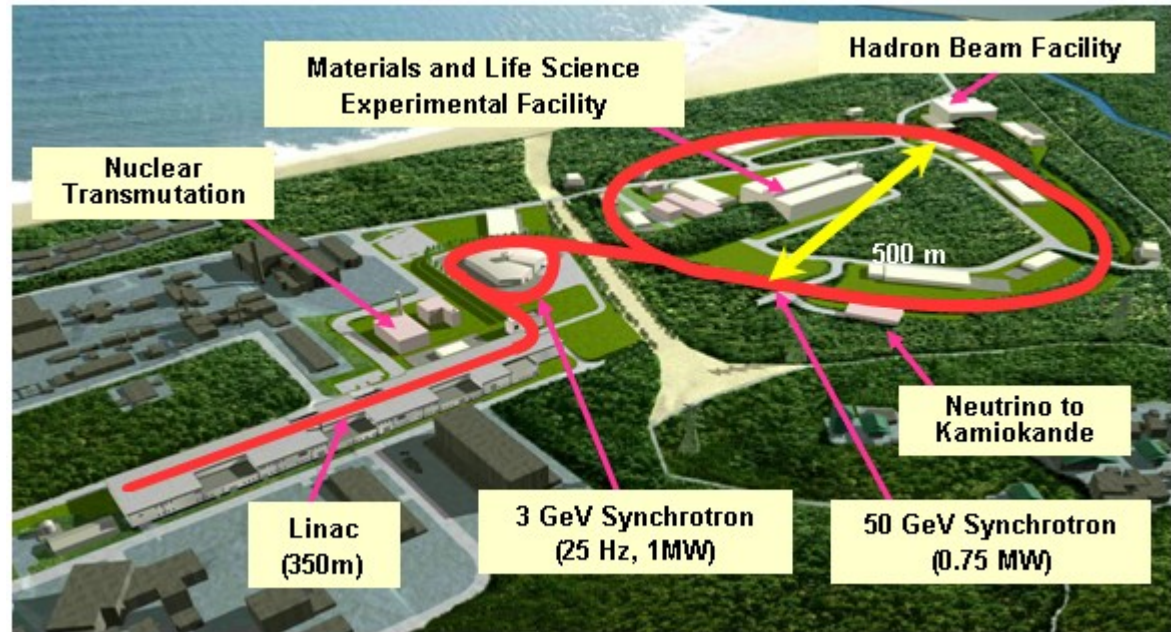 Hadron Beam Facility
Materials and Life Science
Experimental Facility
Nuclear
Transmutation
500 m
Neutrino to
Kamiokande
Linac
(350m)
3 GeV Synchrotron
(25 Hz, 1MW)
50 GeV Synchrotron
(0.75 MW)